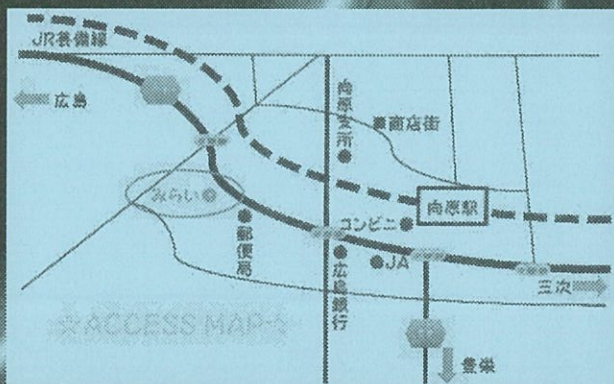 JR芸備線
広島
向原支所
商店街
みらい
向原駅
コンビニ
郵便局
広島銀行
JA
三次
☆ACCESS MAP☆
豊栄